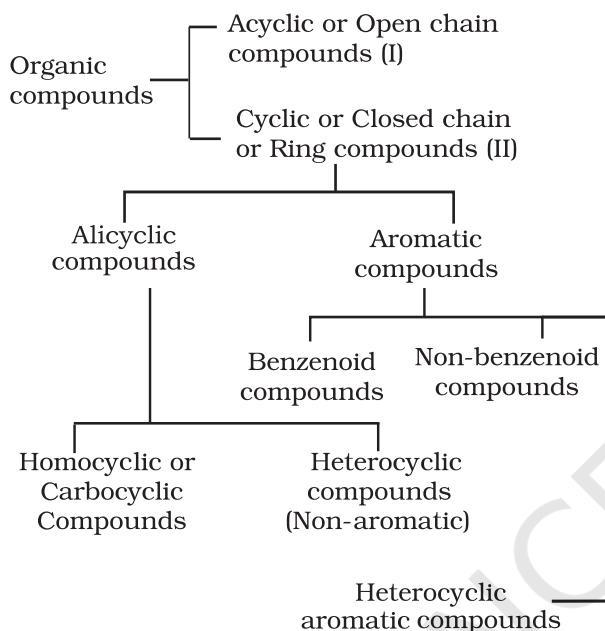 Acyclic or Open chain
compounds (I)
Organic
compounds
Cyclic or Closed chain
or Ring compounds (II)
Alicyclic
compounds
Aromatic
compounds
Benzenoid
compounds
Non-benzenoid
compounds
Homocyclic or
Carbocyclic
Compounds
Heterocyclic
compounds
(Non-aromatic)
Heterocyclic
aromatic compounds